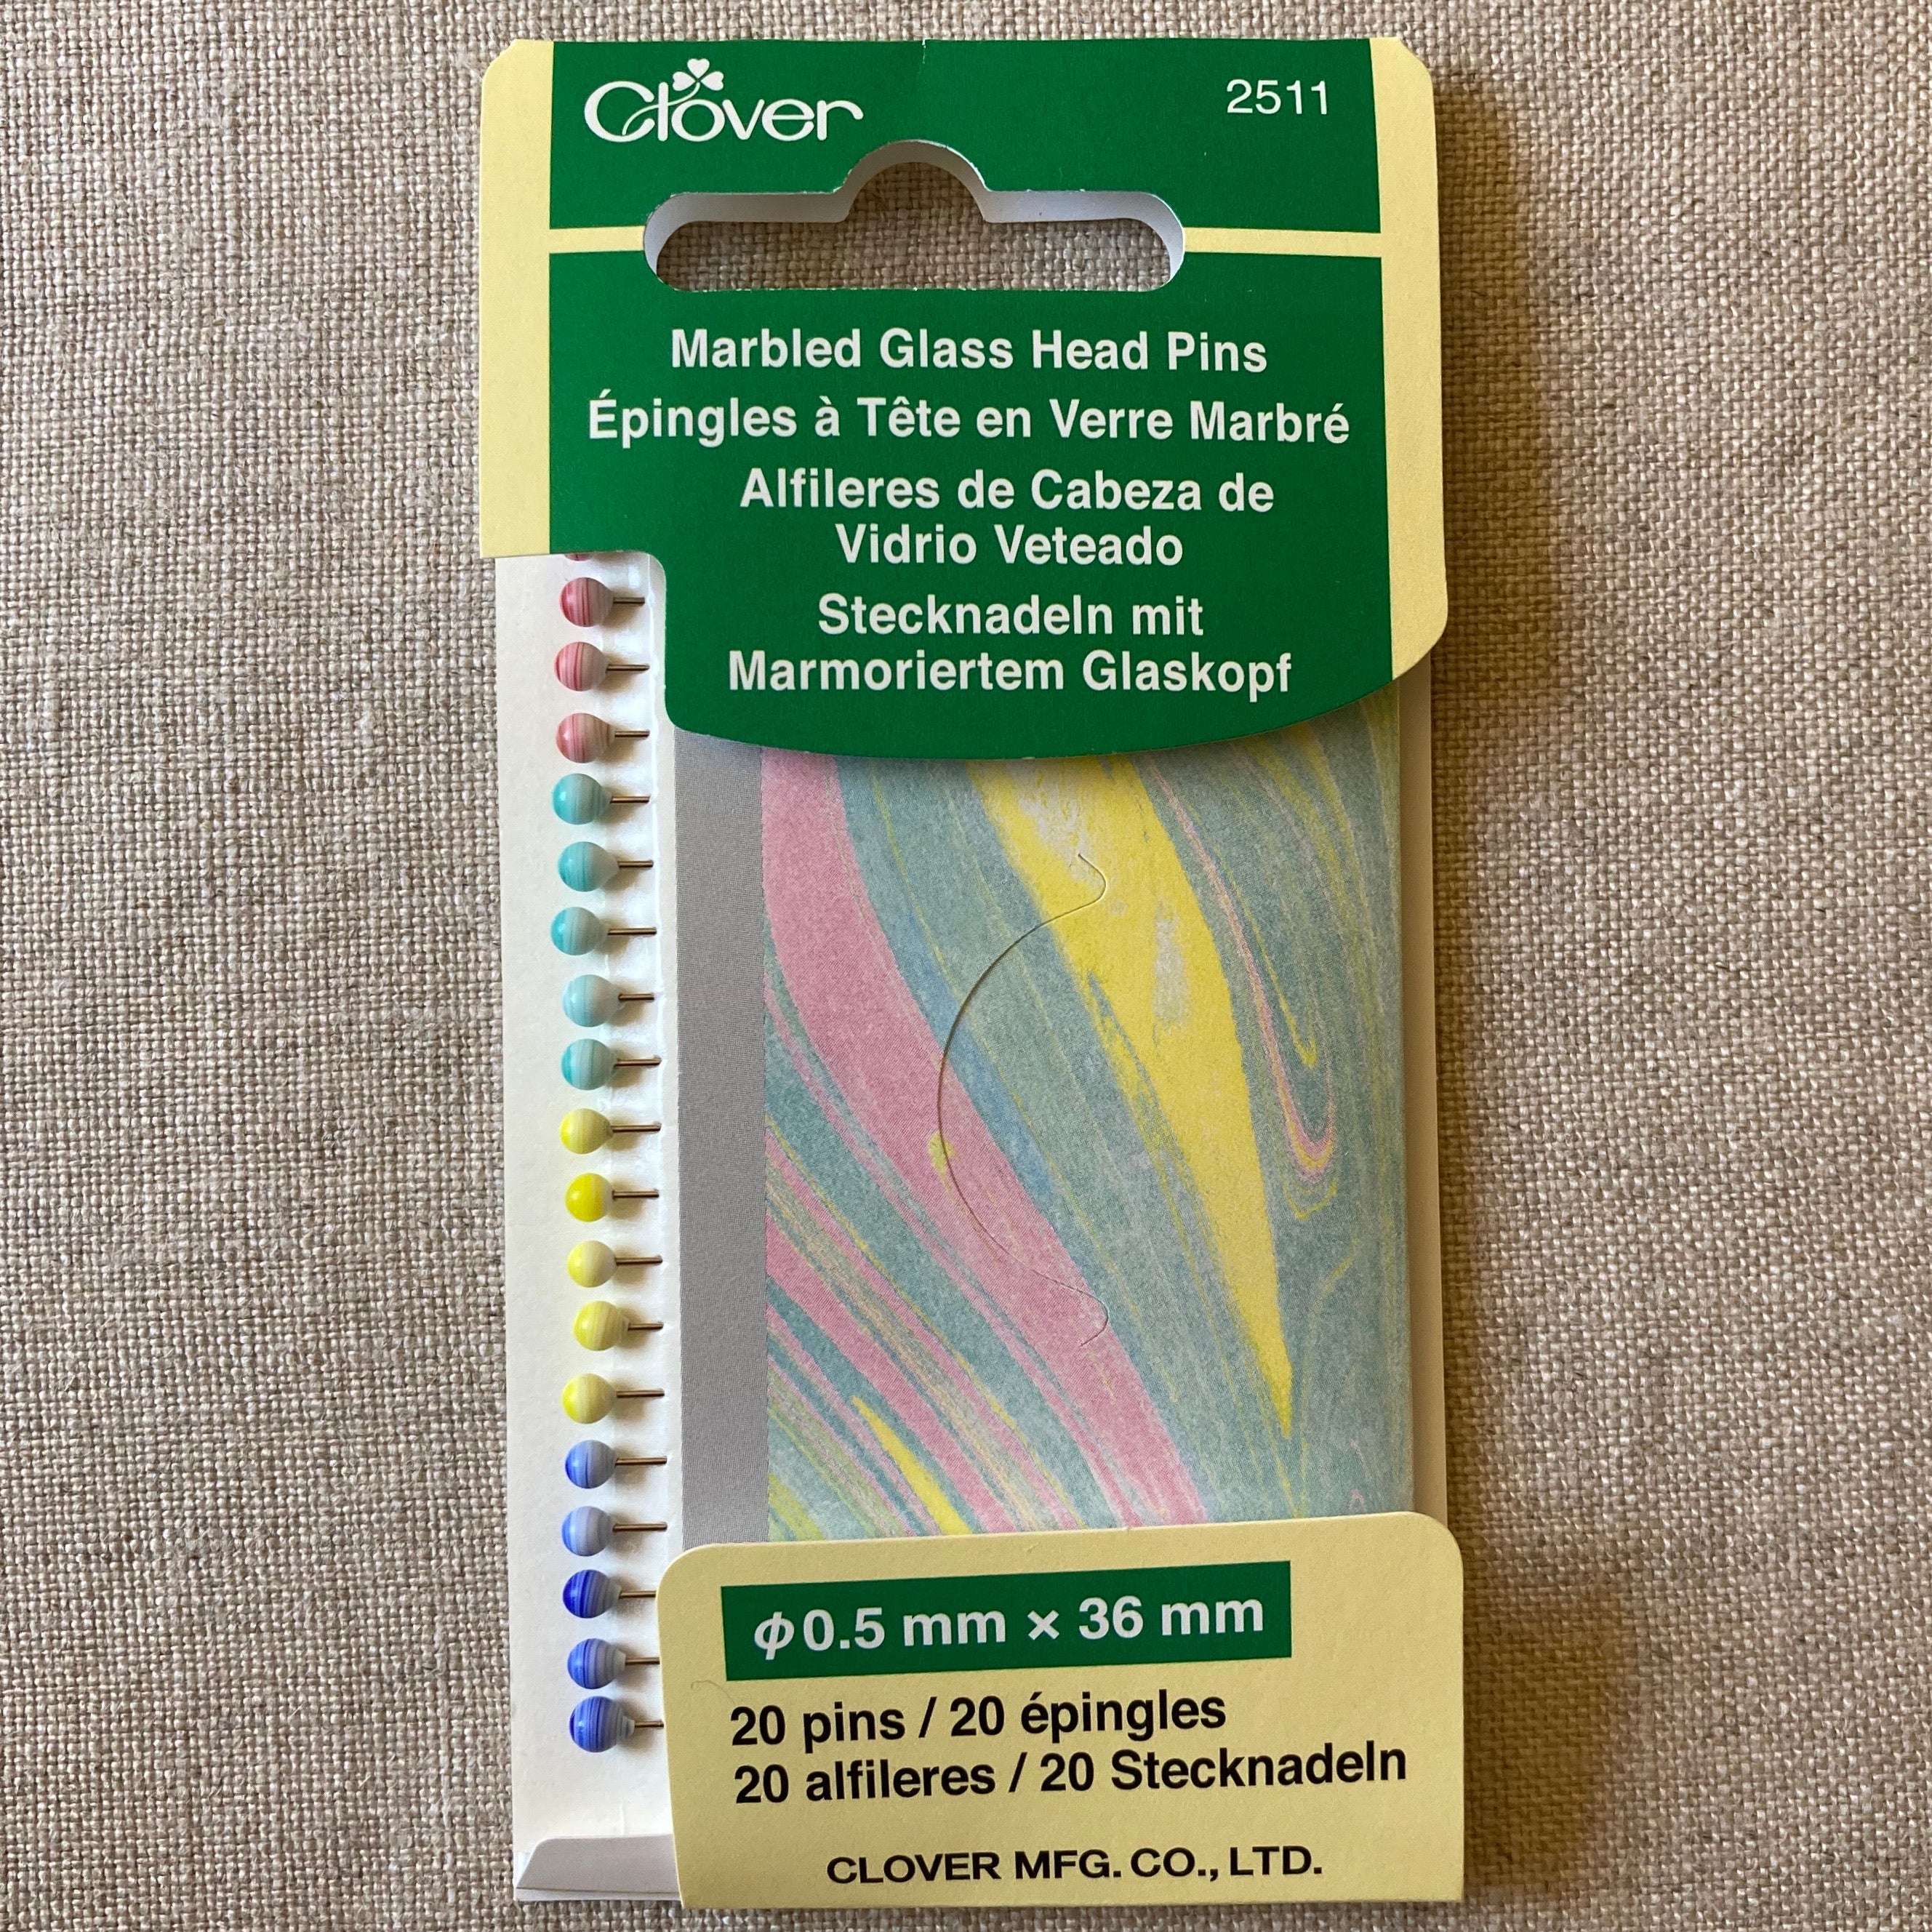 Clover
2511
Marbled Glass Head Pins
Épingles à Tête en Verre Marbré
Alfileres de Cabeza de
Vidrio Veteado
Stecknadeln mit
Marmoriertem Glaskopf
ϕ0.5 mm × 36 mm
20 pins / 20 épingles
20 alfileres / 20 Stecknadeln
CLOVER MFG. CO., LTD.